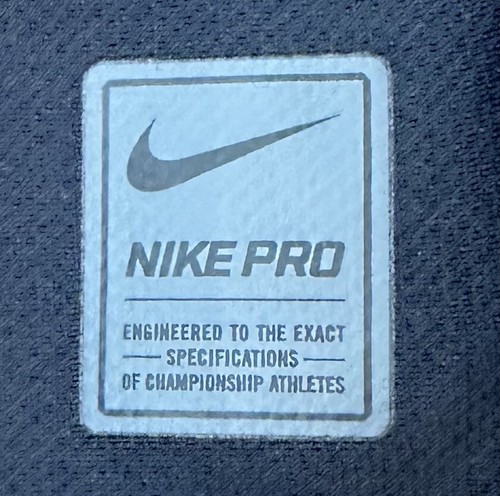 NIKE PRO
ENGINEERED TO THE EXACT
SPECIFICATIONS
OF CHAMPIONSHIP ATHLETES